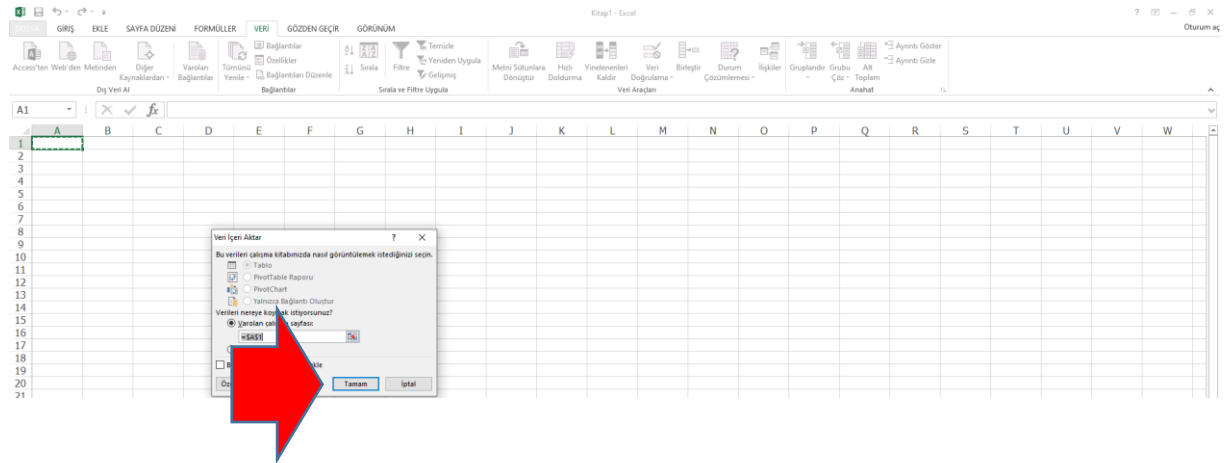 Kitap1 - Excel
Oturum aç
DOSYA GİRİŞ EKLE SAYFA DÜZENİ FORMÜLLER VERİ GÖZDEN GEÇİR GÖRÜNÜM
Access'ten Web'den Metinden Diğer Kaynaklardan Varolan Bağlantılar
Dış Veri Al
Tümünü Yenile Bağlantılar
Özellikler
Bağlantıları Düzenle
Bağlantılar
Sırala Filtre Temizle
Yeniden Uygula
Gelişmiş
Sırala ve Filtre Uygula
Metni Sütunlara Dönüştür Hızlı Doldurma Yinelenenleri Kaldır Veri Doğrulama Birleştir Durum Çözümlemesi İlişkiler
Veri Araçları
Gruplandır Grubu Çöz Alt Toplam Ayrıntı Göster
Ayrıntı Gizle
Anahat
A1 fx
A B C D E F G H I J K L M N O P Q R S T U V W
1
2
3
4
5
6
7
8
9
10
11
12
13
14
15
16
17
18
19
20
21
Veri İçeri Aktar ?
Bu verileri çalışma kitabınızda nasıl görüntülemek istediğinizi seçin.
Tablo
PivotTable Raporu
PivotChart
Yalnızca Bağlantı Oluştur
Verileri nereye istiyorsunuz?
Varolan sayfası:
=$A$1
Tamam İptal